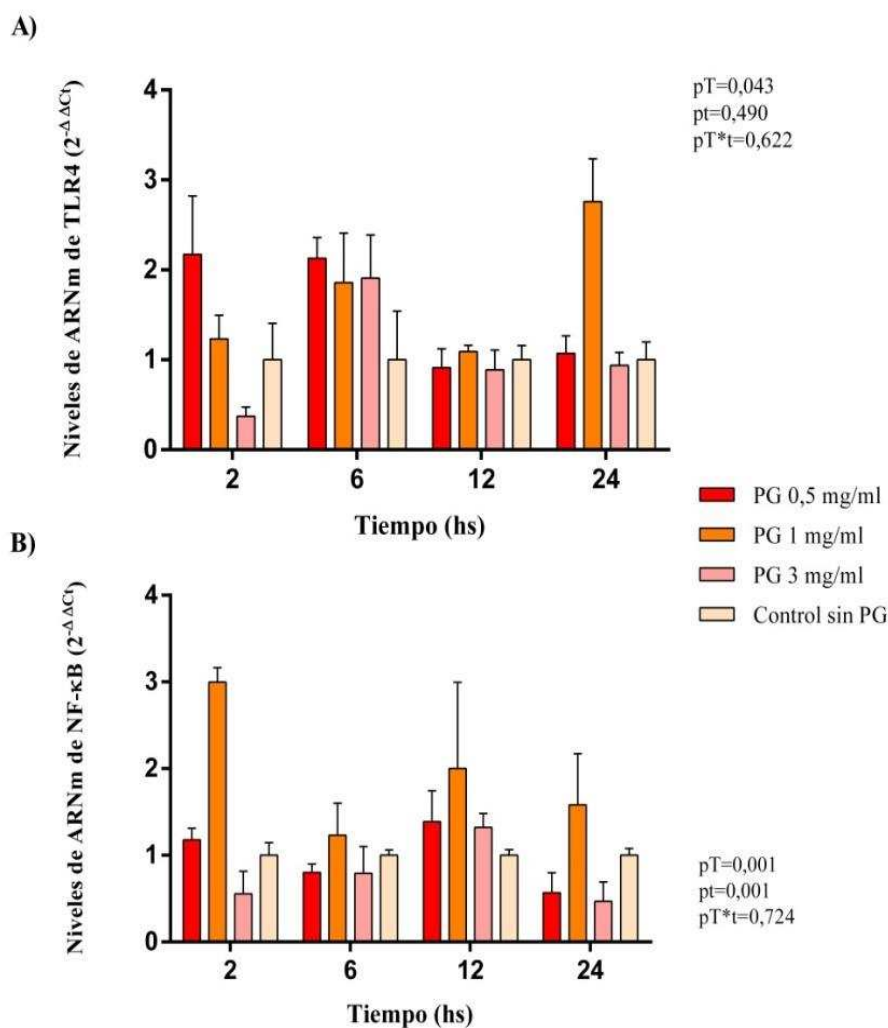 A)
Niveles de ARNm de TLR4 (2-Δ ΔCt)
4
3
2
1
0
2 6 12 24
Tiempo (hs)
pT=0,043
pt=0,490
pT*t=0,622
PG 0,5 mg/ml
PG 1 mg/ml
PG 3 mg/ml
Control sin PG
B)
Niveles de ARNm de NF-κB (2-Δ ΔCt)
4
3
2
1
0
2 6 12 24
Tiempo (hs)
pT=0,001
pt=0,001
pT*t=0,724